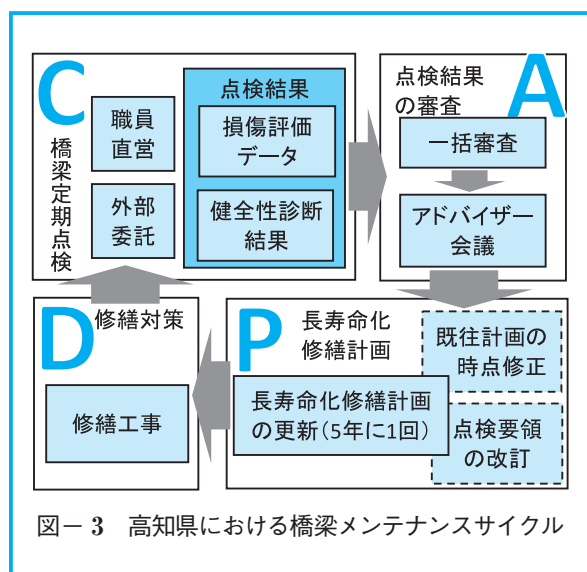 C
橋梁定期点検
職員
直営
外部
委託
点検結果
損傷評価
データ
健全性診断
結果
A
点検結果
の審査
一括審査
アドバイザー
会議
P
長寿命化
修繕計画
既往計画の
時点修正
長寿命化修繕計画
の更新(5年に1回)
点検要領
の改訂
D
修繕対策
修繕工事
図－3 高知県における橋梁メンテナンスサイクル